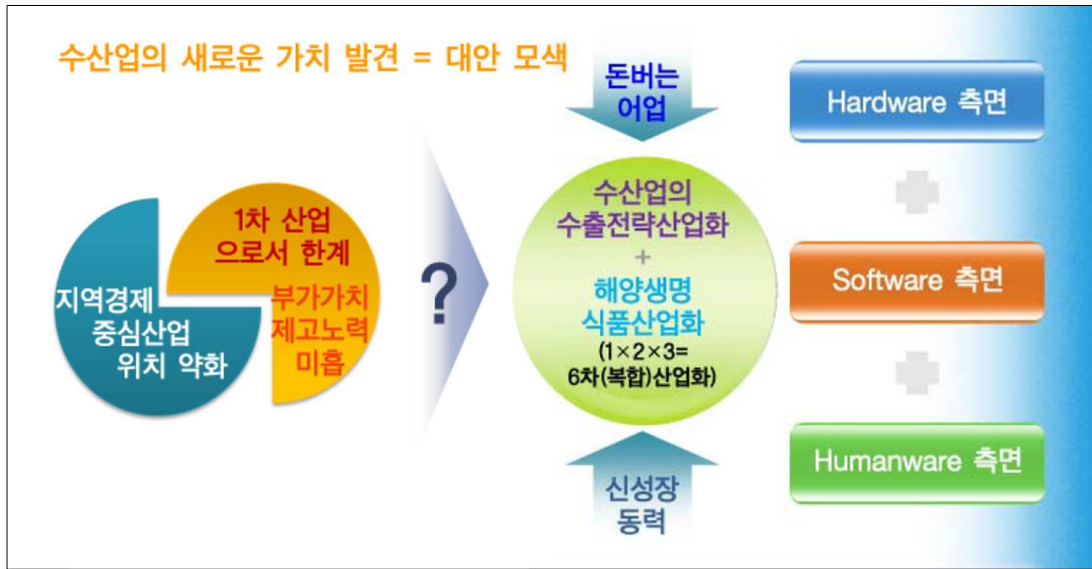 수산업의 새로운 가치 발견 = 대안 모색
지역경제
중심산업
위치 약화
1차 산업
으로서 한계
부가가치
제고노력
미흡
?
돈버는
어업
수산업의
수출전략산업화
+
해양생명
식품산업화
(1×2×3=
6차(복합)산업화)
신성장
동력
Hardware 측면
Software 측면
Humanware 측면